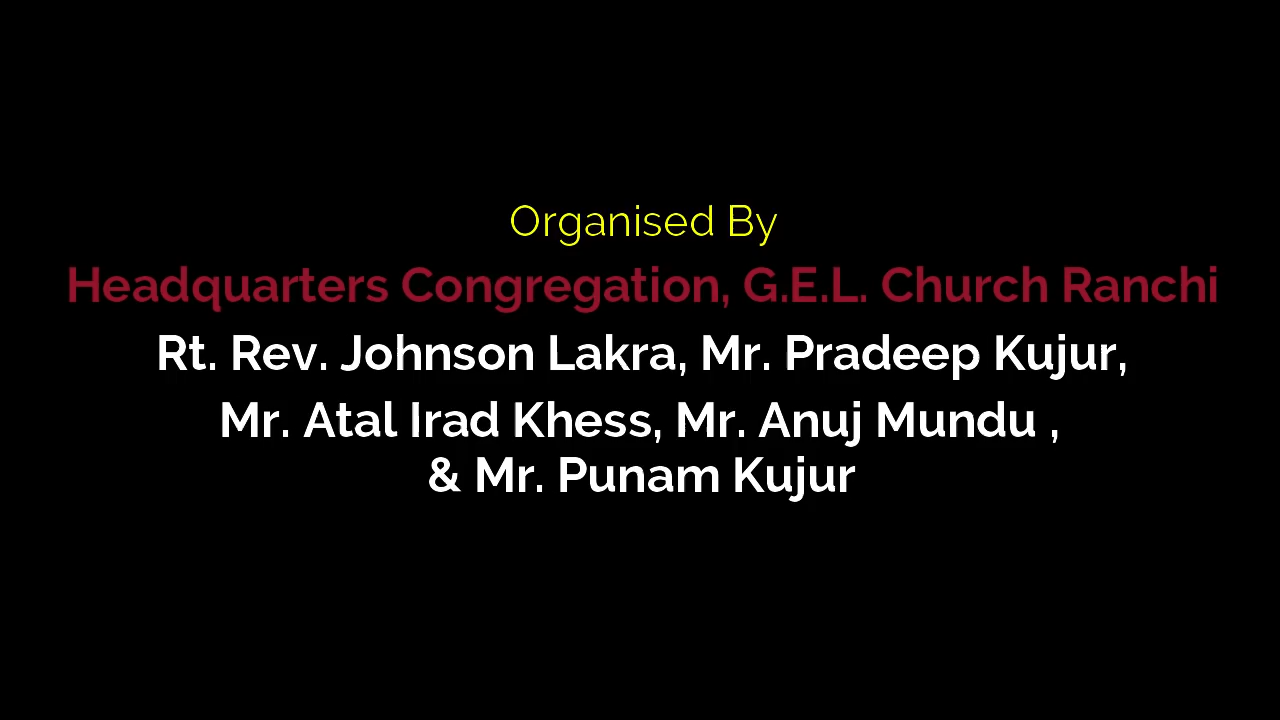 Organised By
Headquarters Congregation, G.E.L. Church Ranchi
Rt. Rev. Johnson Lakra, Mr. Pradeep Kujur,
Mr. Atal Irad Khess, Mr. Anuj Mundu ,
& Mr. Punam Kujur